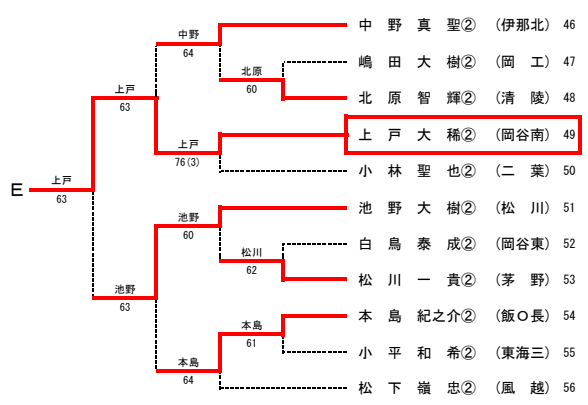 中野真聖② （伊那北） 46
中野
64
嶋田大樹② （岡工） 47
北原
60
北原智輝② （清陵） 48
上戸
63
上戸大稀② （岡谷南） 49
上戸
76(3)
小林聖也② （二葉） 50
E
上戸
63
池野大樹② （松川） 51
池野
60
白鳥泰成② （岡谷東） 52
松川
62
松川一貴② （茅野） 53
池野
63
本島紀之介② （飯O長） 54
本島
61
小平和希② （東海三） 55
本島
64
松下嶺忠② （風越） 56